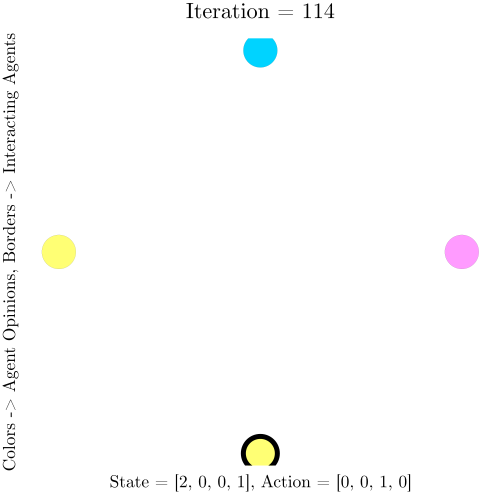 Iteration = 114
Colors -> Agent Opinions, Borders -> Interacting Agents
State = [2, 0, 0, 1], Action = [0, 0, 1, 0]